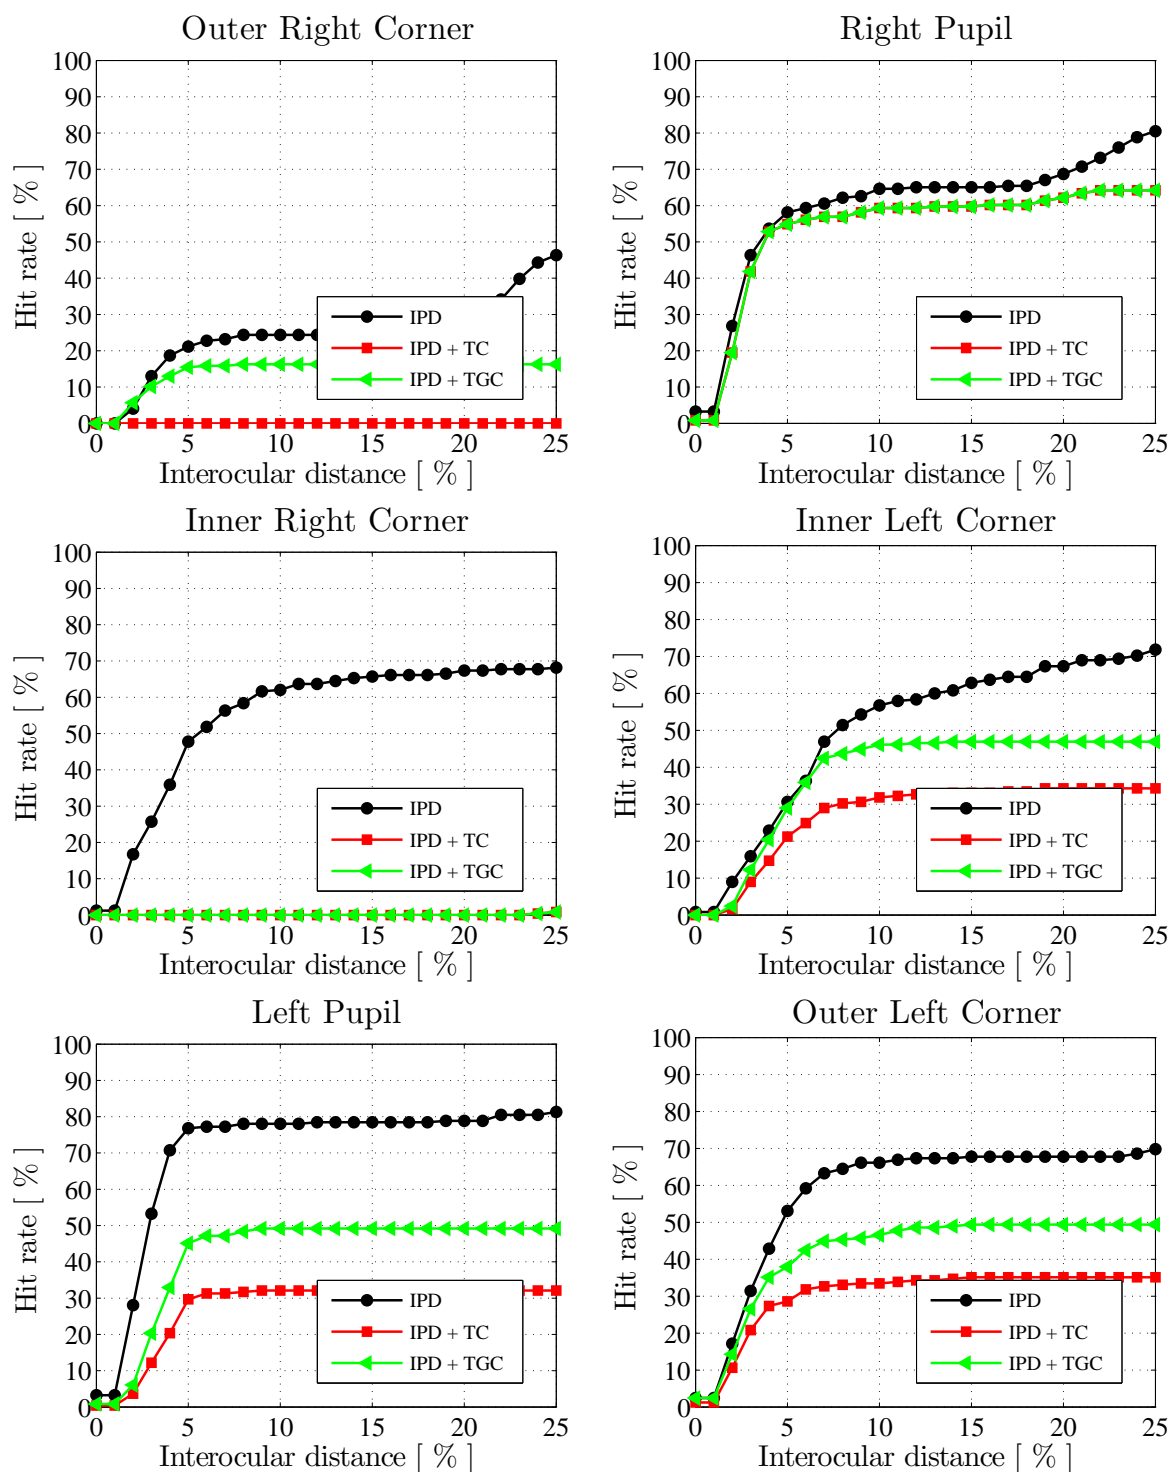 Outer Right Corner
100
90
80
70
60
50
40
30
20
10
0
Hit rate [ % ]
IPD
IPD + TC
IPD + TGC
0 5 10 15 20 25
Interocular distance [ % ]
Right Pupil
100
90
80
70
60
50
40
30
20
10
0
Hit rate [ % ]
IPD
IPD + TC
IPD + TGC
0 5 10 15 20 25
Interocular distance [ % ]
Inner Right Corner
100
90
80
70
60
50
40
30
20
10
0
Hit rate [ % ]
IPD
IPD + TC
IPD + TGC
0 5 10 15 20 25
Interocular distance [ % ]
Inner Left Corner
100
90
80
70
60
50
40
30
20
10
0
Hit rate [ % ]
IPD
IPD + TC
IPD + TGC
0 5 10 15 20 25
Interocular distance [ % ]
Left Pupil
100
90
80
70
60
50
40
30
20
10
0
Hit rate [ % ]
IPD
IPD + TC
IPD + TGC
0 5 10 15 20 25
Interocular distance [ % ]
Outer Left Corner
100
90
80
70
60
50
40
30
20
10
0
Hit rate [ % ]
IPD
IPD + TC
IPD + TGC
0 5 10 15 20 25
Interocular distance [ % ]